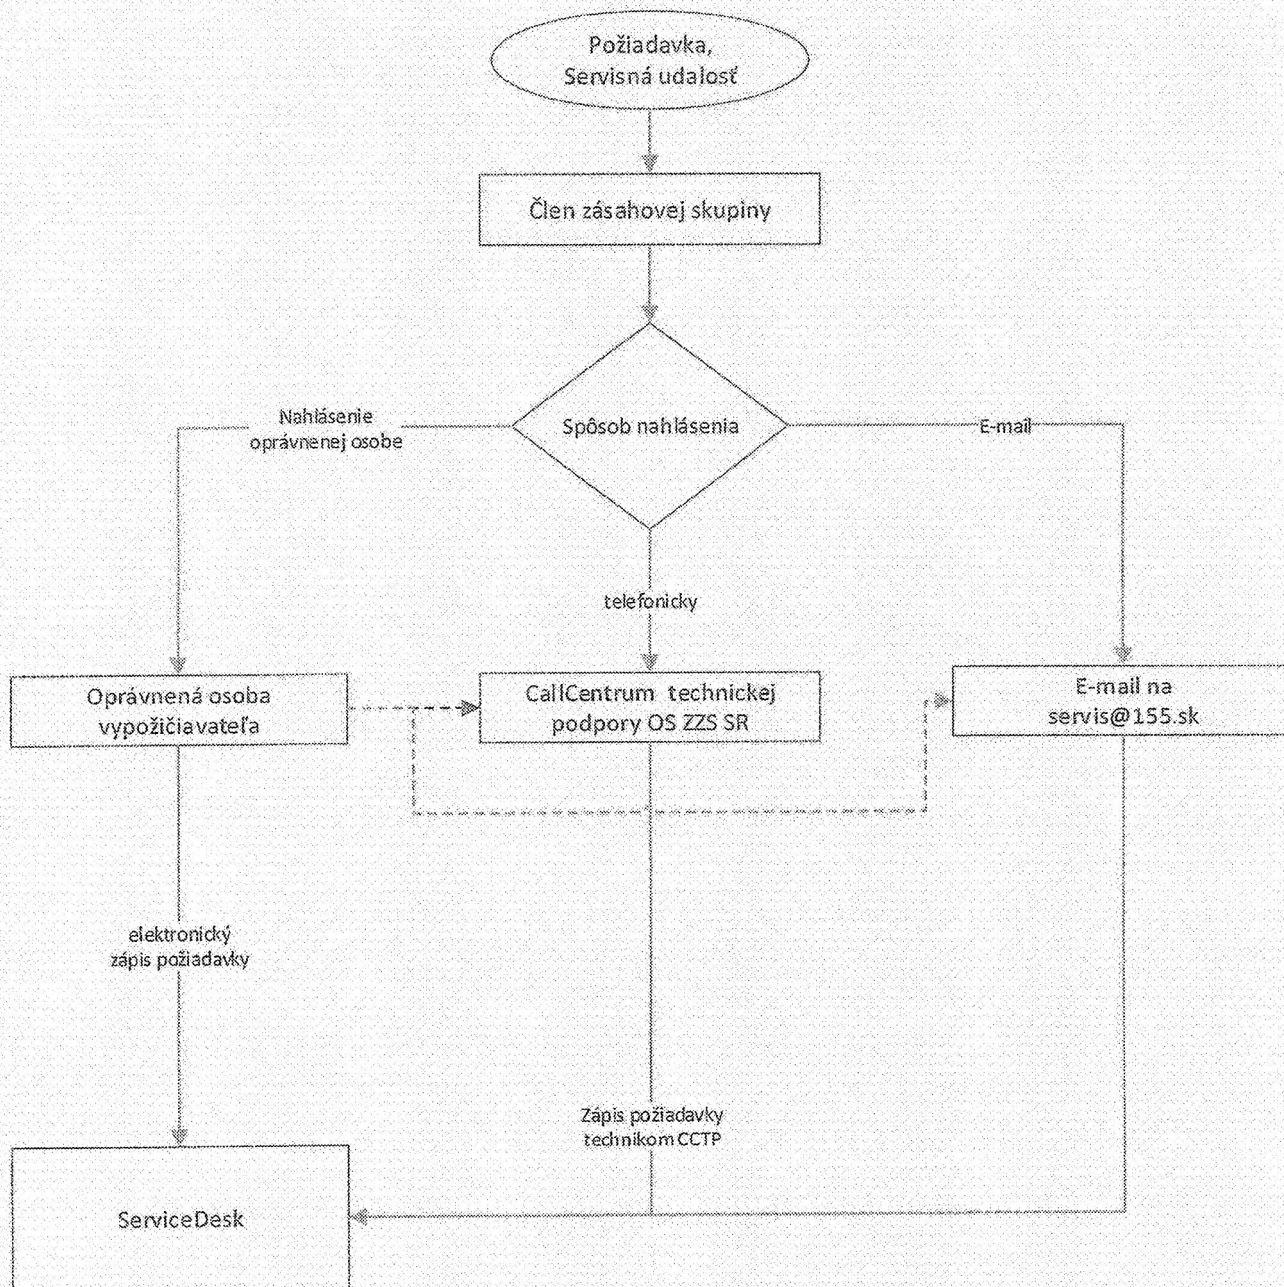 Požiadavka,
Servisná udalosť
Člen zásahovej skupiny
Spôsob nahlásenia
Nahlásenie
oprávnenej osobe
E-mail
telefonicky
Oprávnená osoba
vypožičiavateľa
CallCentrum technickej
podpory OS ZZS SR
E-mail na
servis@155.sk
elektronický
zápis požiadavky
Zápis požiadavky
technikom CCTP
ServiceDesk